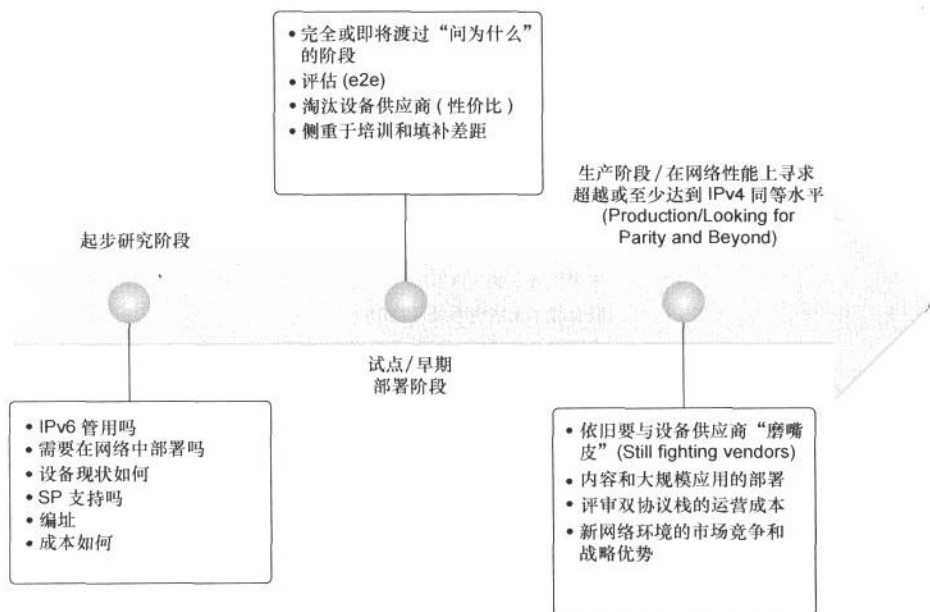 • 完全或即将渡过“问为什么”
的阶段
• 评估 (e2e)
• 淘汰设备供应商 ( 性价比 )
• 侧重于培训和填补差距
生产阶段 / 在网络性能上寻求
超越或至少达到 IPv4 同等水平
(Production/Looking for
Parity and Beyond)
起步研究阶段
试点 / 早期
部署阶段
• IPv6 管用吗
• 需要在网络中部署吗
• 设备现状如何
• SP 支持吗
• 编址
• 成本如何
• 依旧要与设备供应商“磨嘴
皮”(Still fighting vendors)
• 内容和大规模应用的部署
• 评审双协议栈的运营成本
• 新网络环境的市场竞争和
战略优势